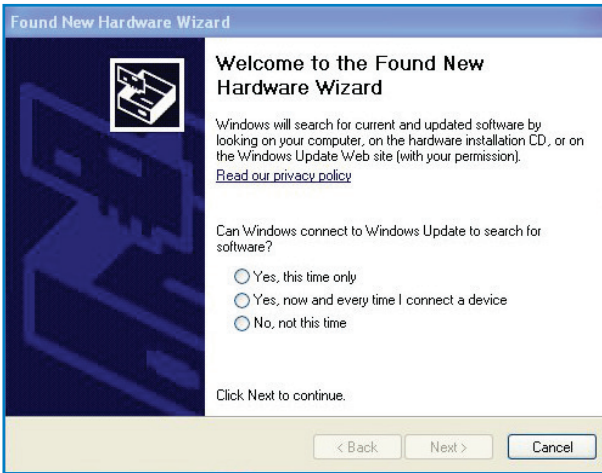 Found New Hardware Wizard
Welcome to the Found New
Hardware Wizard
Windows will search for current and updated software by
looking on your computer, on the hardware installation CD, or on
the Windows Update Web site (with your permission).
Read our privacy policy
Can Windows connect to Windows Update to search for
software?
Yes, this time only
Yes, now and every time I connect a device
No, not this time
Click Next to continue.
< Back Next > Cancel